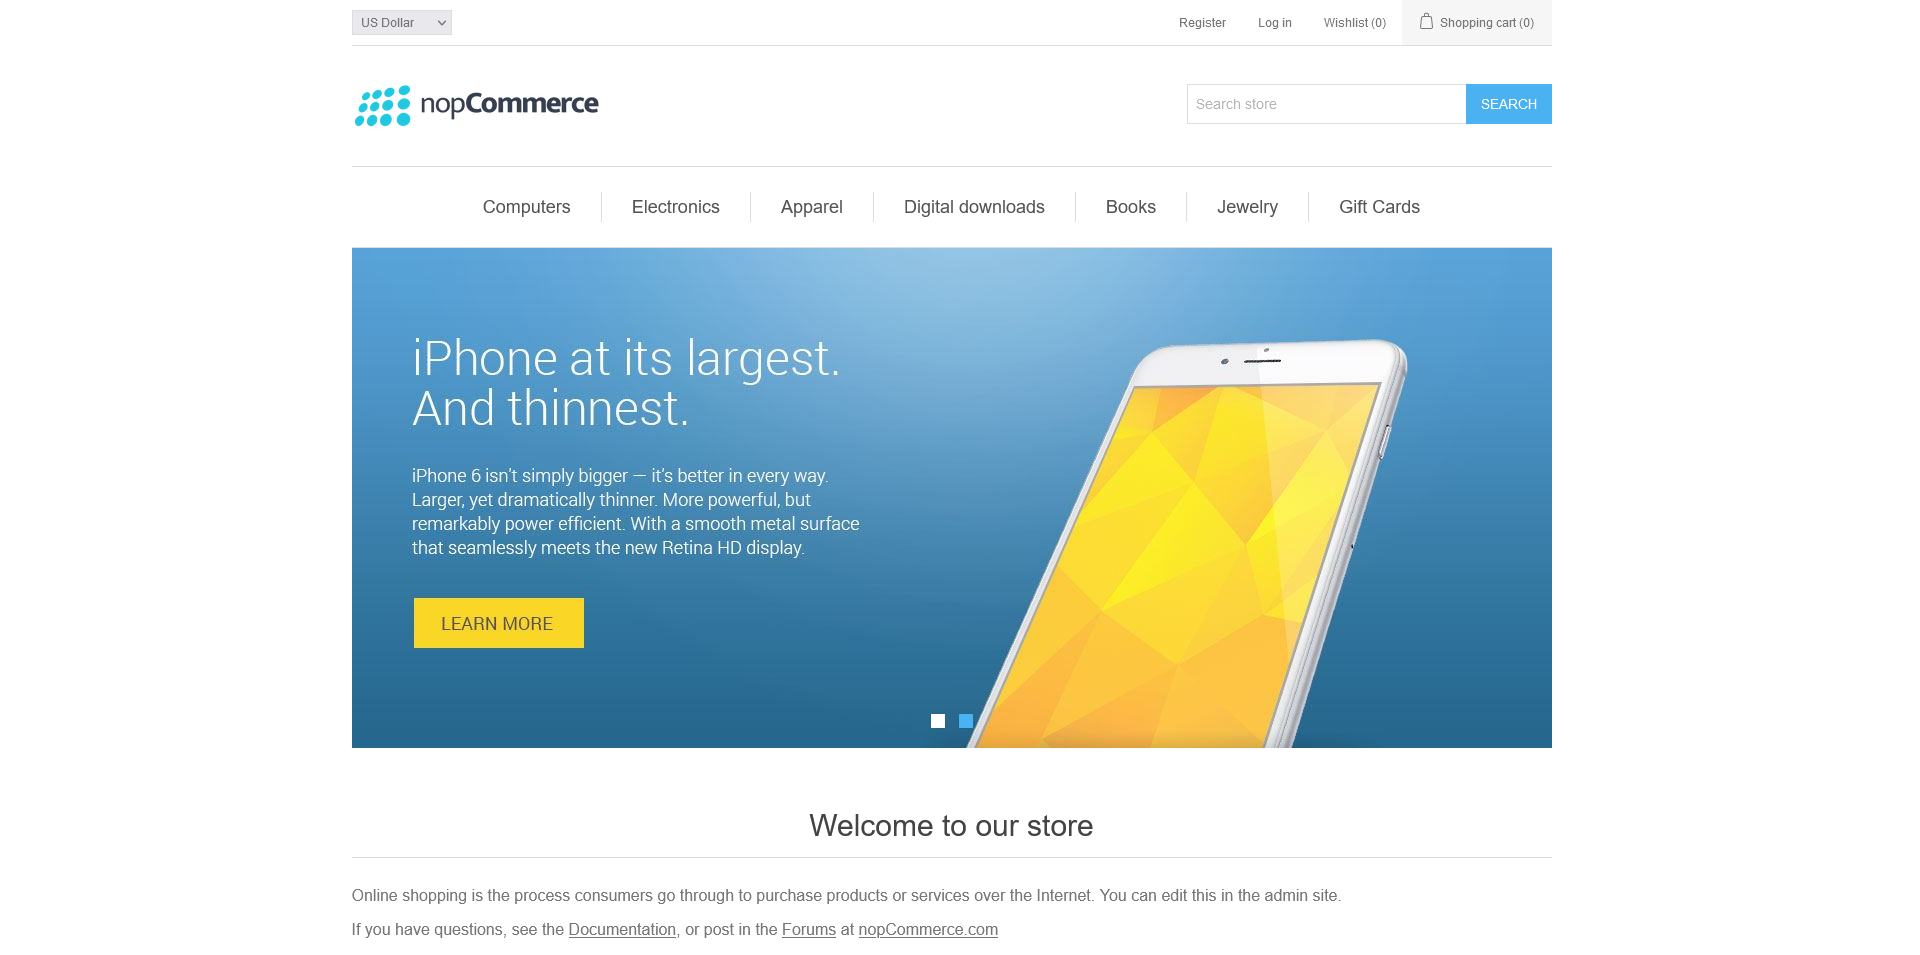 US Dollar
Register
Log in
Wishlist (0)
Shopping cart (0)
nopCommerce
Search store
SEARCH
Computers
Electronics
Apparel
Digital downloads
Books
Jewelry
Gift Cards
iPhone at its largest.
And thinnest.
iPhone 6 isn't simply bigger — it's better in every way.
Larger, yet dramatically thinner. More powerful, but
remarkably power efficient. With a smooth metal surface
that seamlessly meets the new Retina HD display.
LEARN MORE
Welcome to our store
Online shopping is the process consumers go through to purchase products or services over the Internet. You can edit this in the admin site.
If you have questions, see the Documentation, or post in the Forums at nopCommerce.com